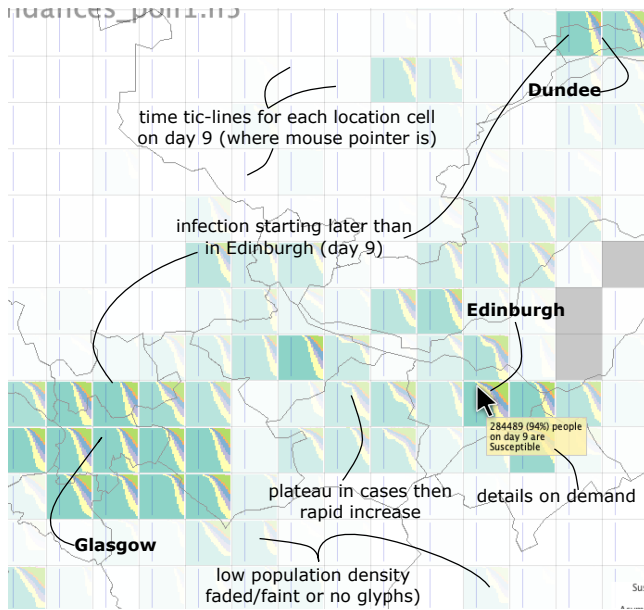 Dundee
time tic-lines for each location cell
on day 9 (where mouse pointer is)
infection starting later than
in Edinburgh (day 9)
Edinburgh
284489 (94%) people
on day 9 are
Susceptible
plateau in cases then
rapid increase
details on demand
Glasgow
low population density
faded/faint or no glyphs)
Su